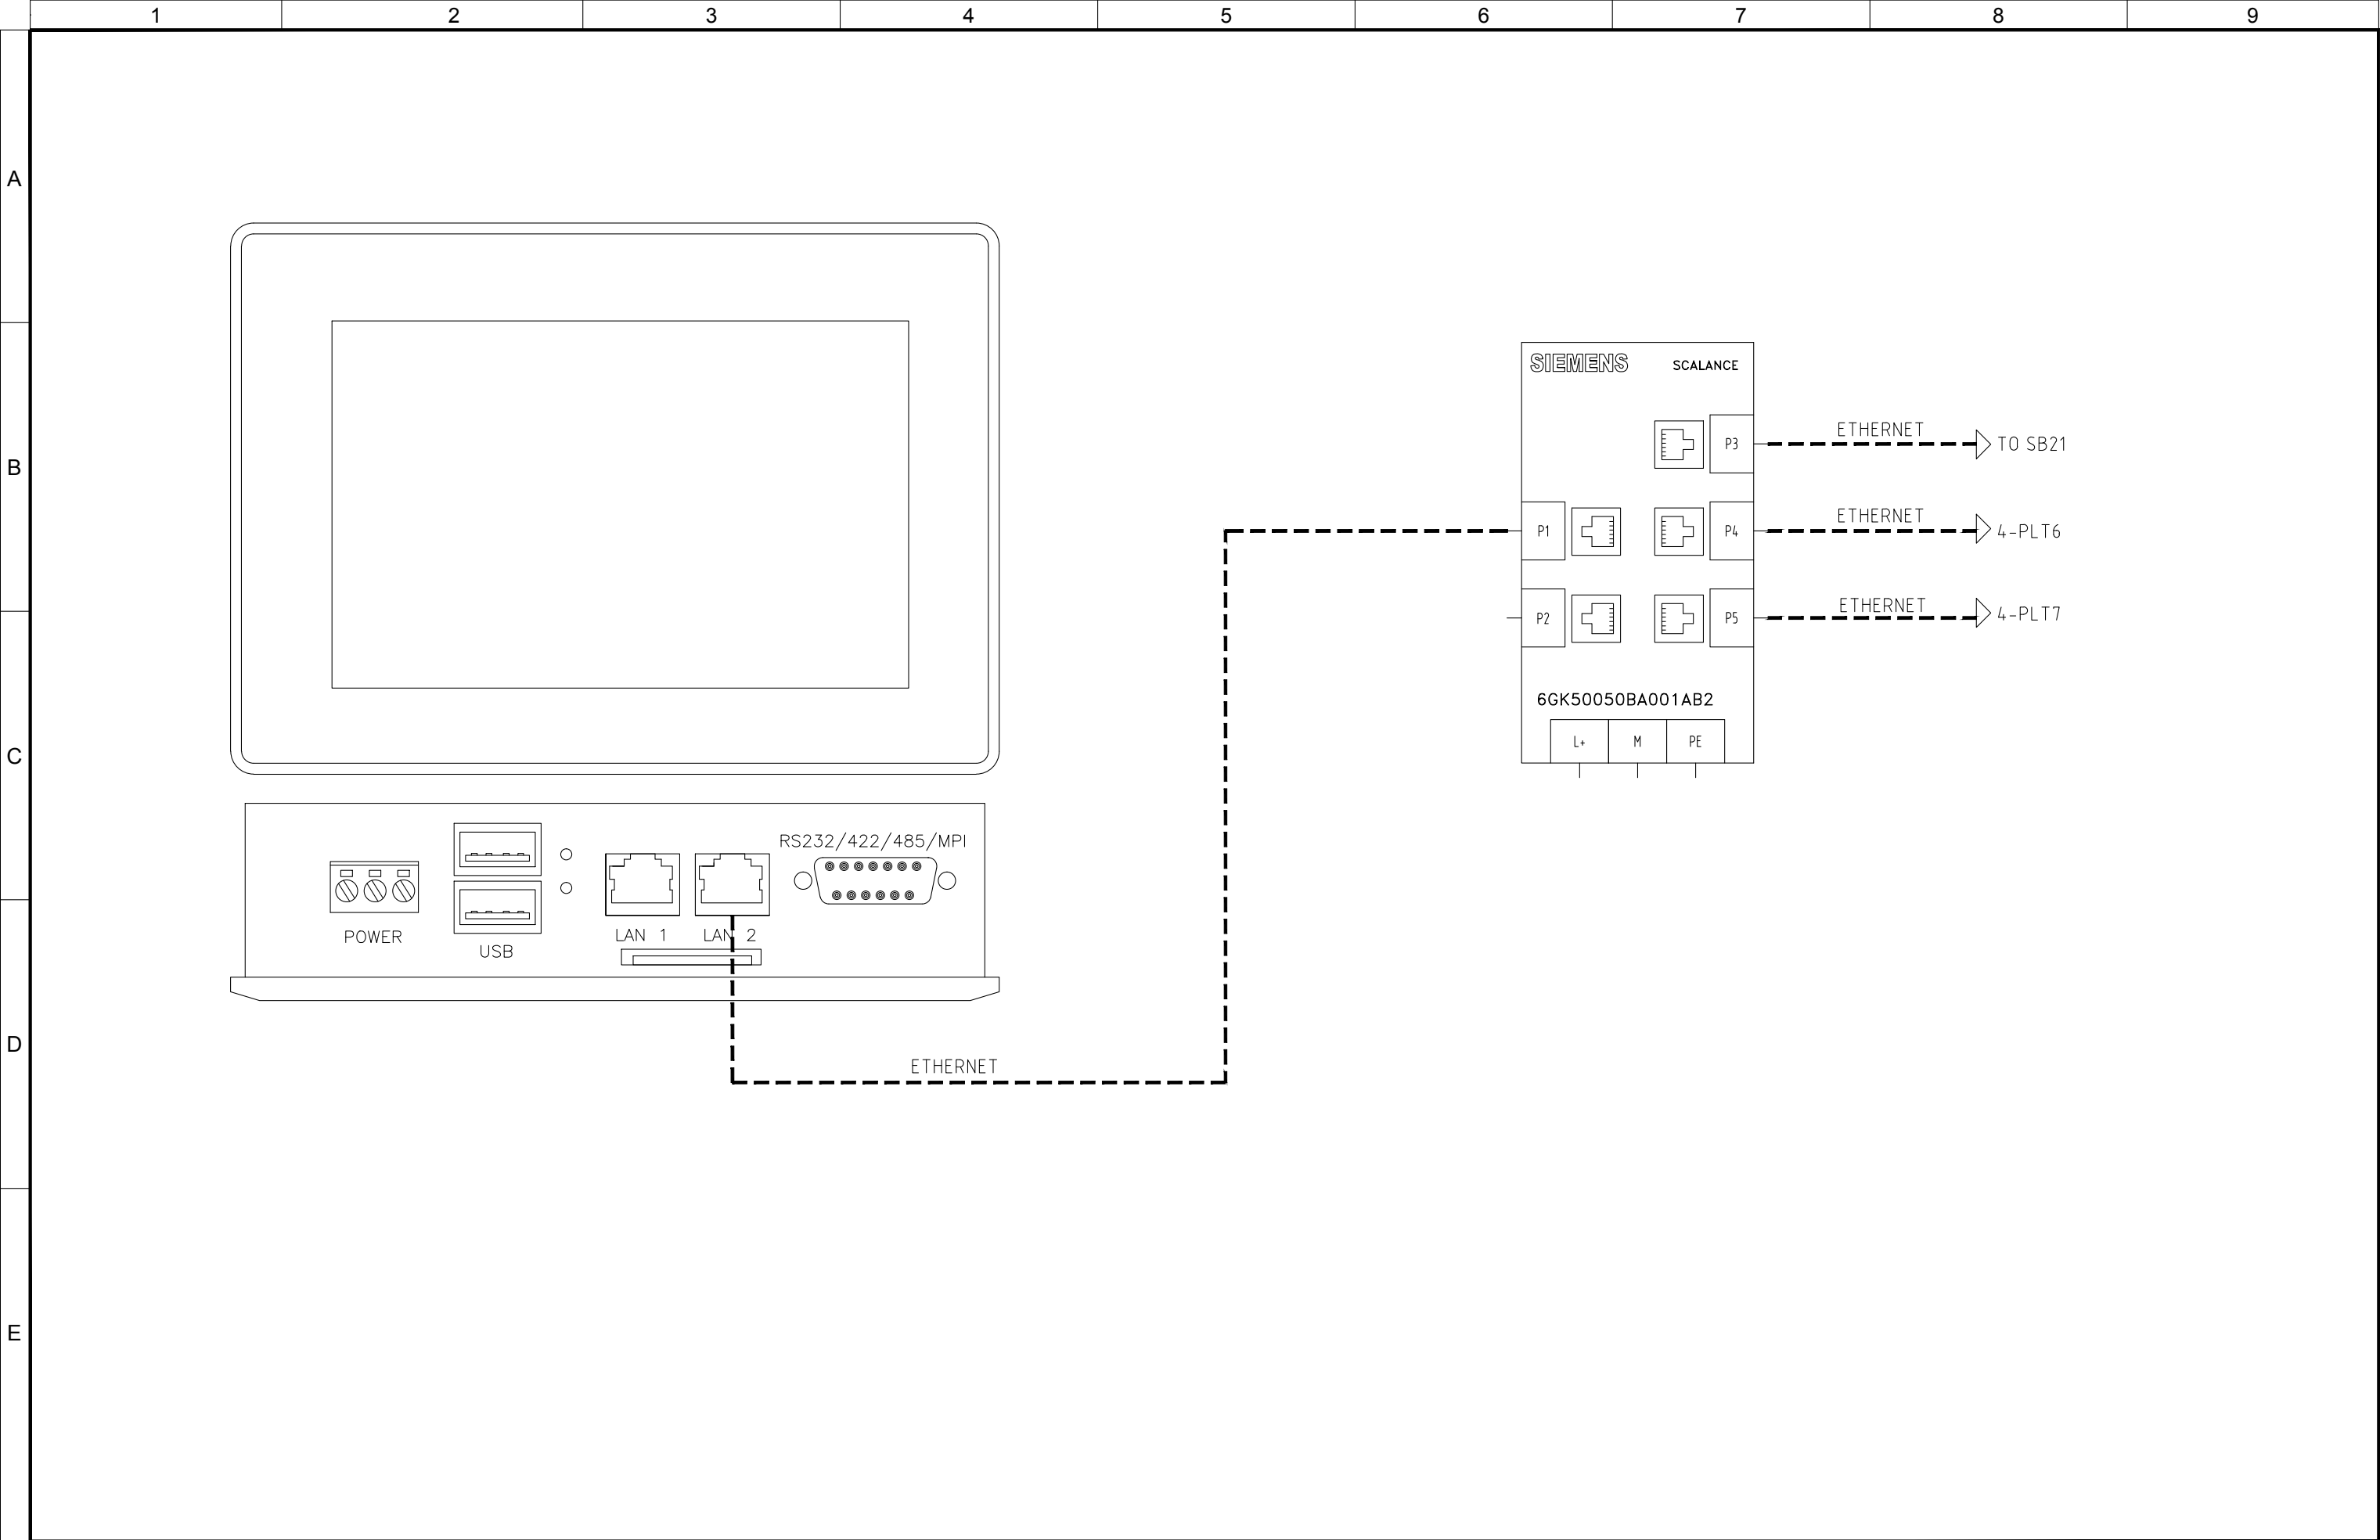 1 2 3 4 5 6 7 8 9
A
SIEMENS SCALANCE
P3 ETHERNET TO SB21
B
P1 P4 ETHERNET 4-PLT6
P2 P5 ETHERNET 4-PLT7
6GK50050BA001AB2
L+ M PE
C
RS232/422/485/MPI
POWER USB LAN 1 LAN 2
D
ETHERNET
E